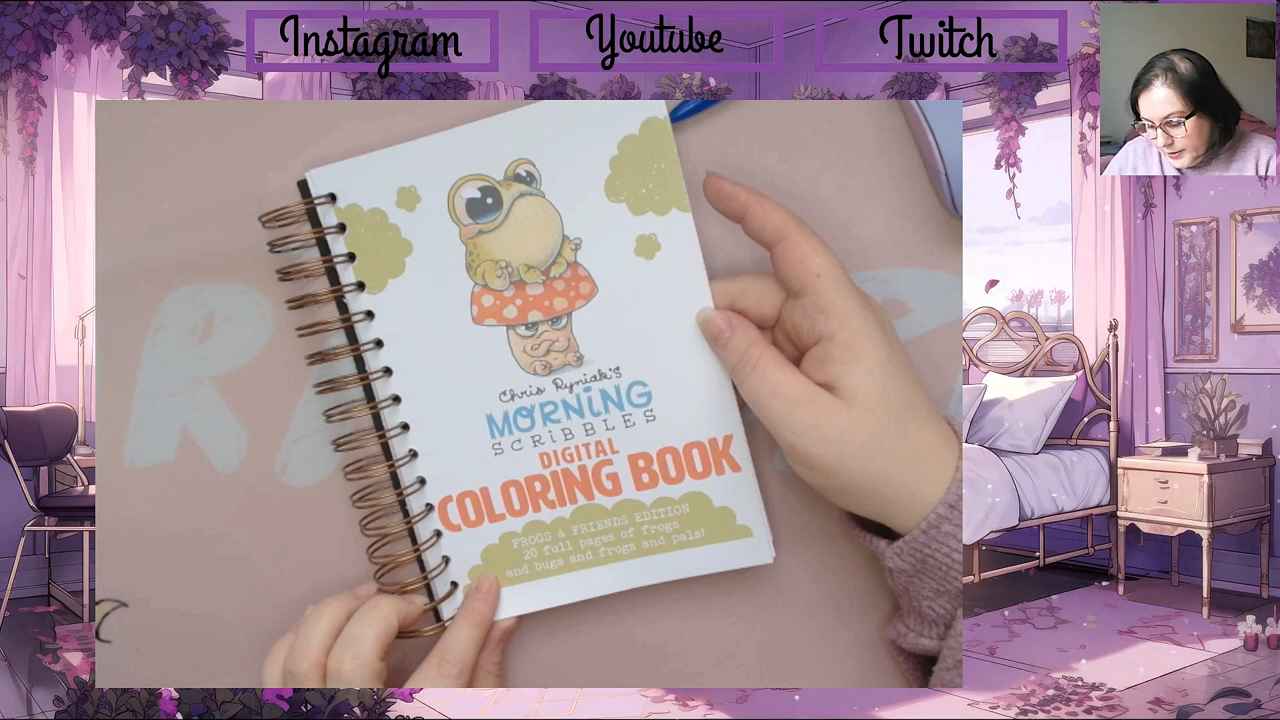 Instagram
Youtube
Twitch
Chris Ryniak's
MORNING
SCRIBBLES
DIGITAL
COLORING BOOK
FROGS & FRIENDS EDITION
20 full pages of frogs
and bugs and frogs and pals!